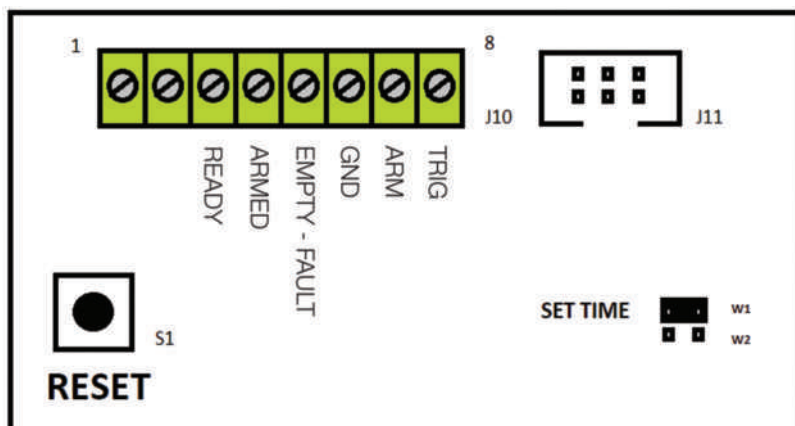 1
8
J10
J11
READY
ARMED
EMPTY - FAULT
GND
ARM
TRIG
SET TIME
W1
W2
S1
RESET